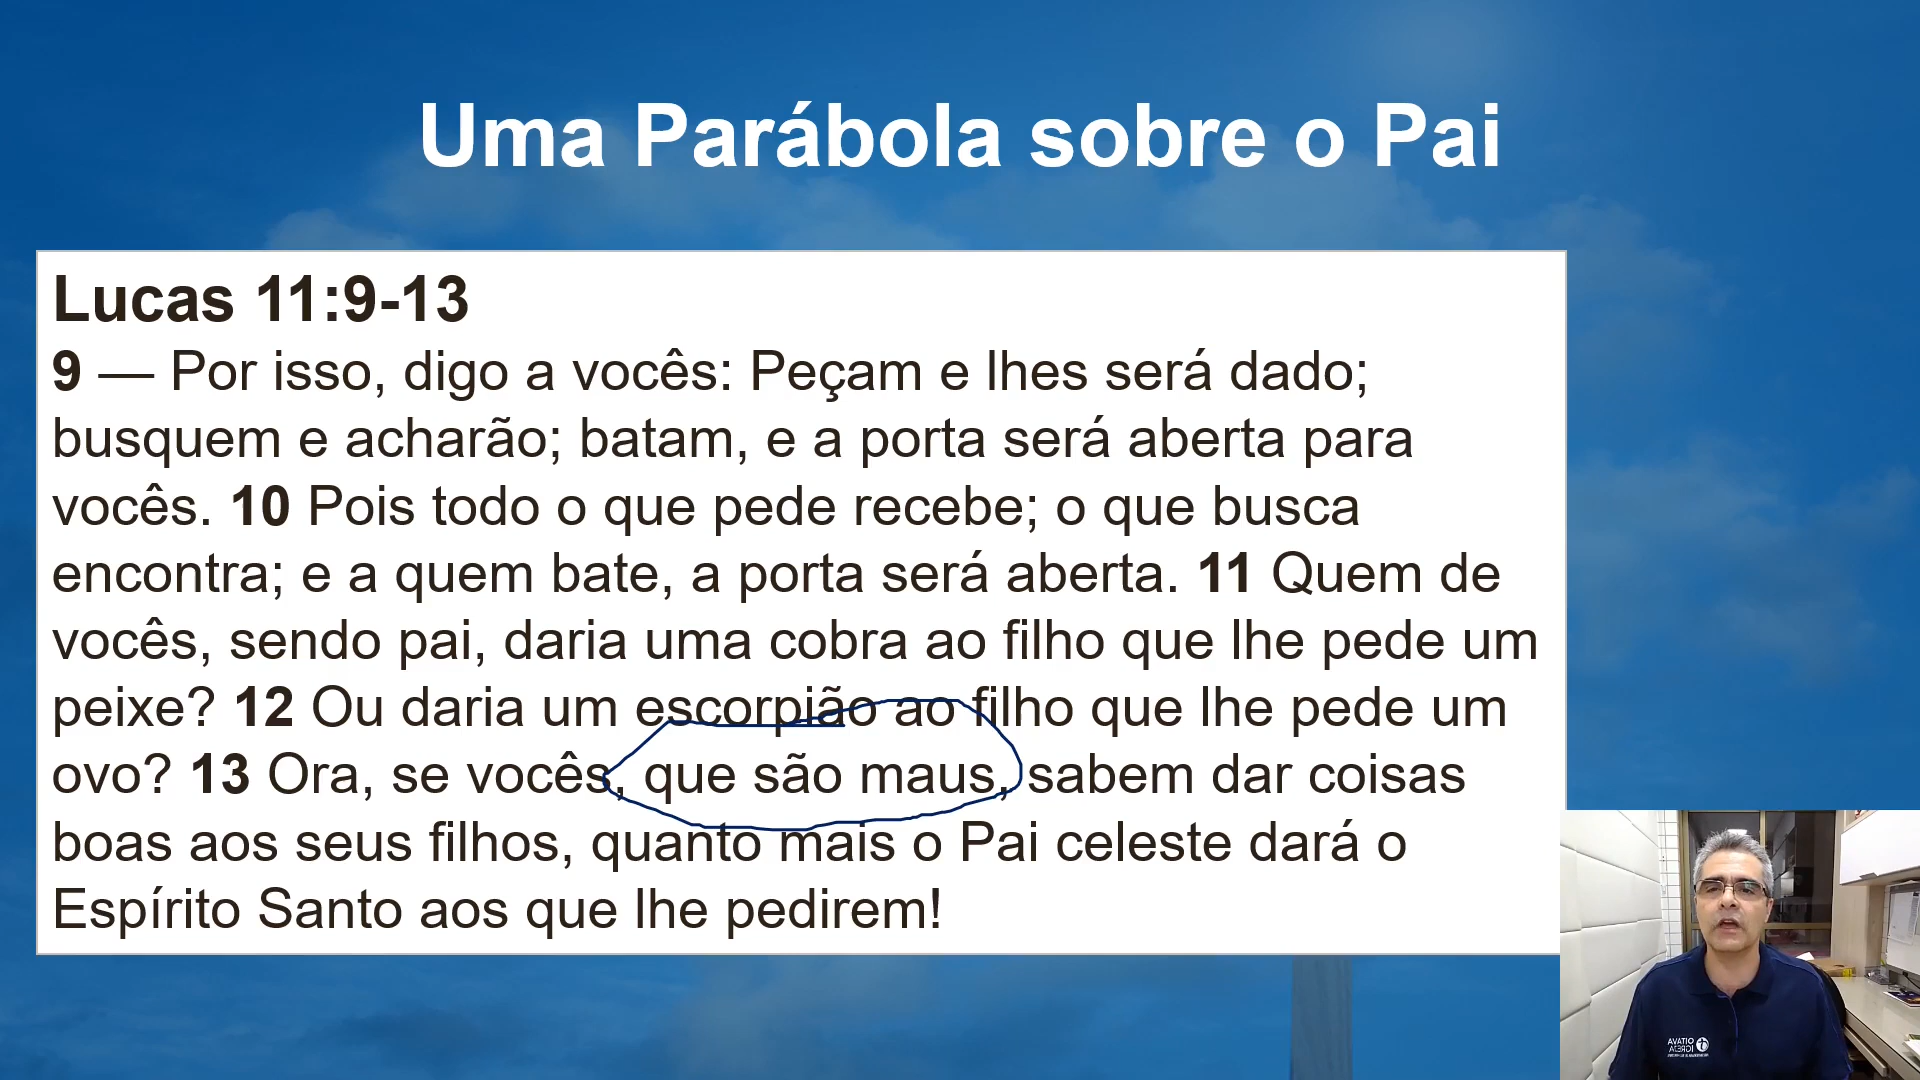 Uma Parábola sobre o Pai
Lucas 11:9-13
9 — Por isso, digo a vocês: Peçam e lhes será dado;
busquem e acharão; batam, e a porta será aberta para
vocês. 10 Pois todo o que pede recebe; o que busca
encontra; e a quem bate, a porta será aberta. 11 Quem de
vocês, sendo pai, daria uma cobra ao filho que lhe pede um
peixe? 12 Ou daria um escorpião ao filho que lhe pede um
ovo? 13 Ora, se vocês, que são maus, sabem dar coisas
boas aos seus filhos, quanto mais o Pai celeste dará o
Espírito Santo aos que lhe pedirem!
OITAVA
IGREJA